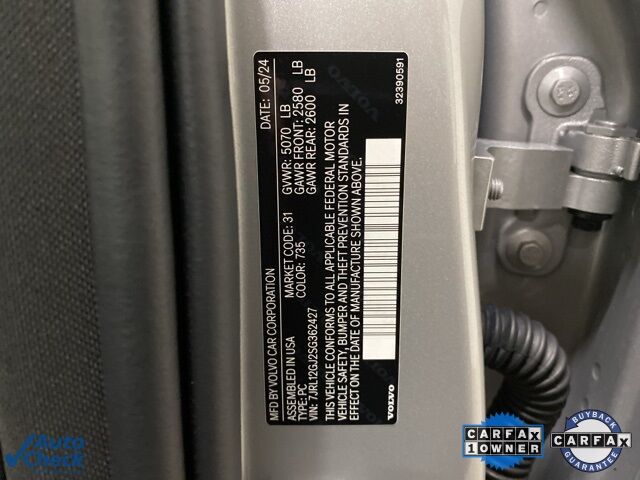 MFD BY VOLVO CAR CORPORATION
DATE: 05/24
ASSEMBLED IN USA
MARKET CODE: 31
GVWR: 5070 LB
TYPE: PC
COLOR: 735
GAWR FRONT: 2580 LB
VIN: 7JRL12GJ2SG362427
GAWR REAR: 2600 LB
THIS VEHICLE CONFORMS TO ALL APPLICABLE FEDERAL MOTOR
VEHICLE SAFETY, BUMPER AND THEFT PREVENTION STANDARDS IN
EFFECT ON THE DATE OF MANUFACTURE SHOWN ABOVE.
VOLVO
32390591
AutoCheck
CARFAX
1 OWNER
BUYBACK
CARFAX
GUARANTEE